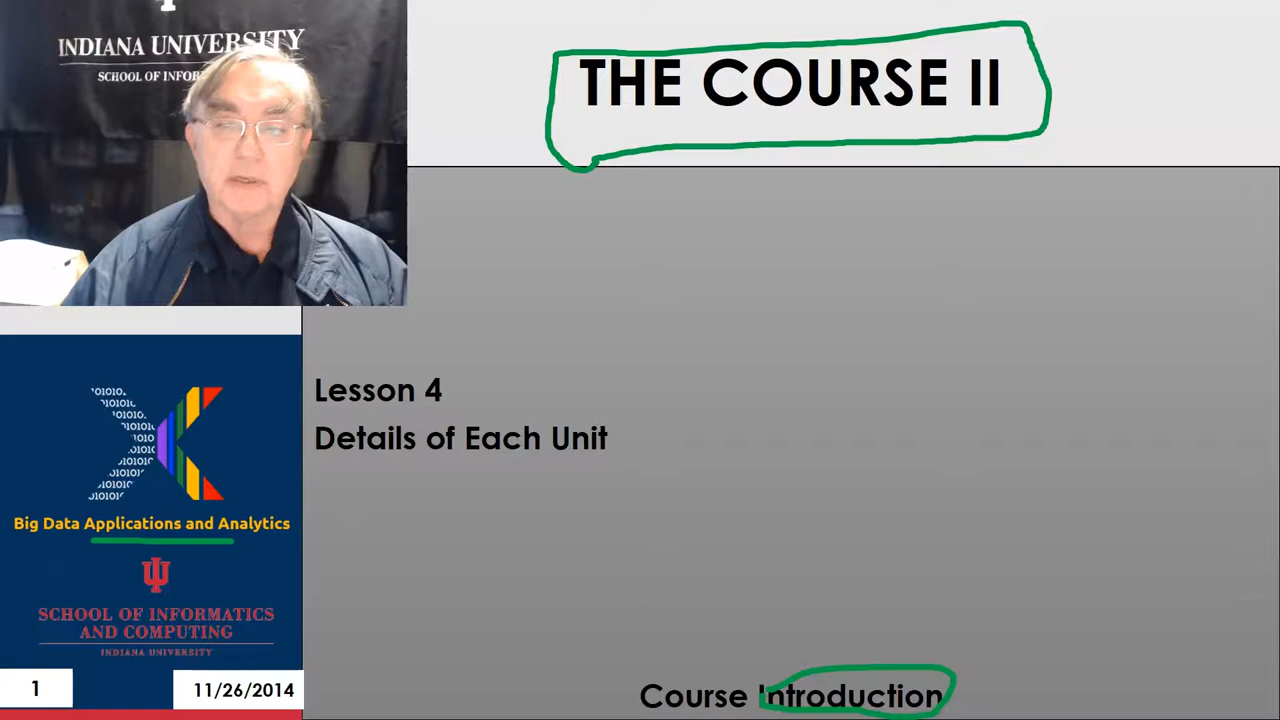 INDIANA UNIVERSITY
SCHOOL OF INFOR
THE COURSE II
Lesson 4
Details of Each Unit
Big Data Applications and Analytics
SCHOOL OF INFORMATICS
AND COMPUTING
INDIANA UNIVERSITY
1
11/26/2014
Course Introduction